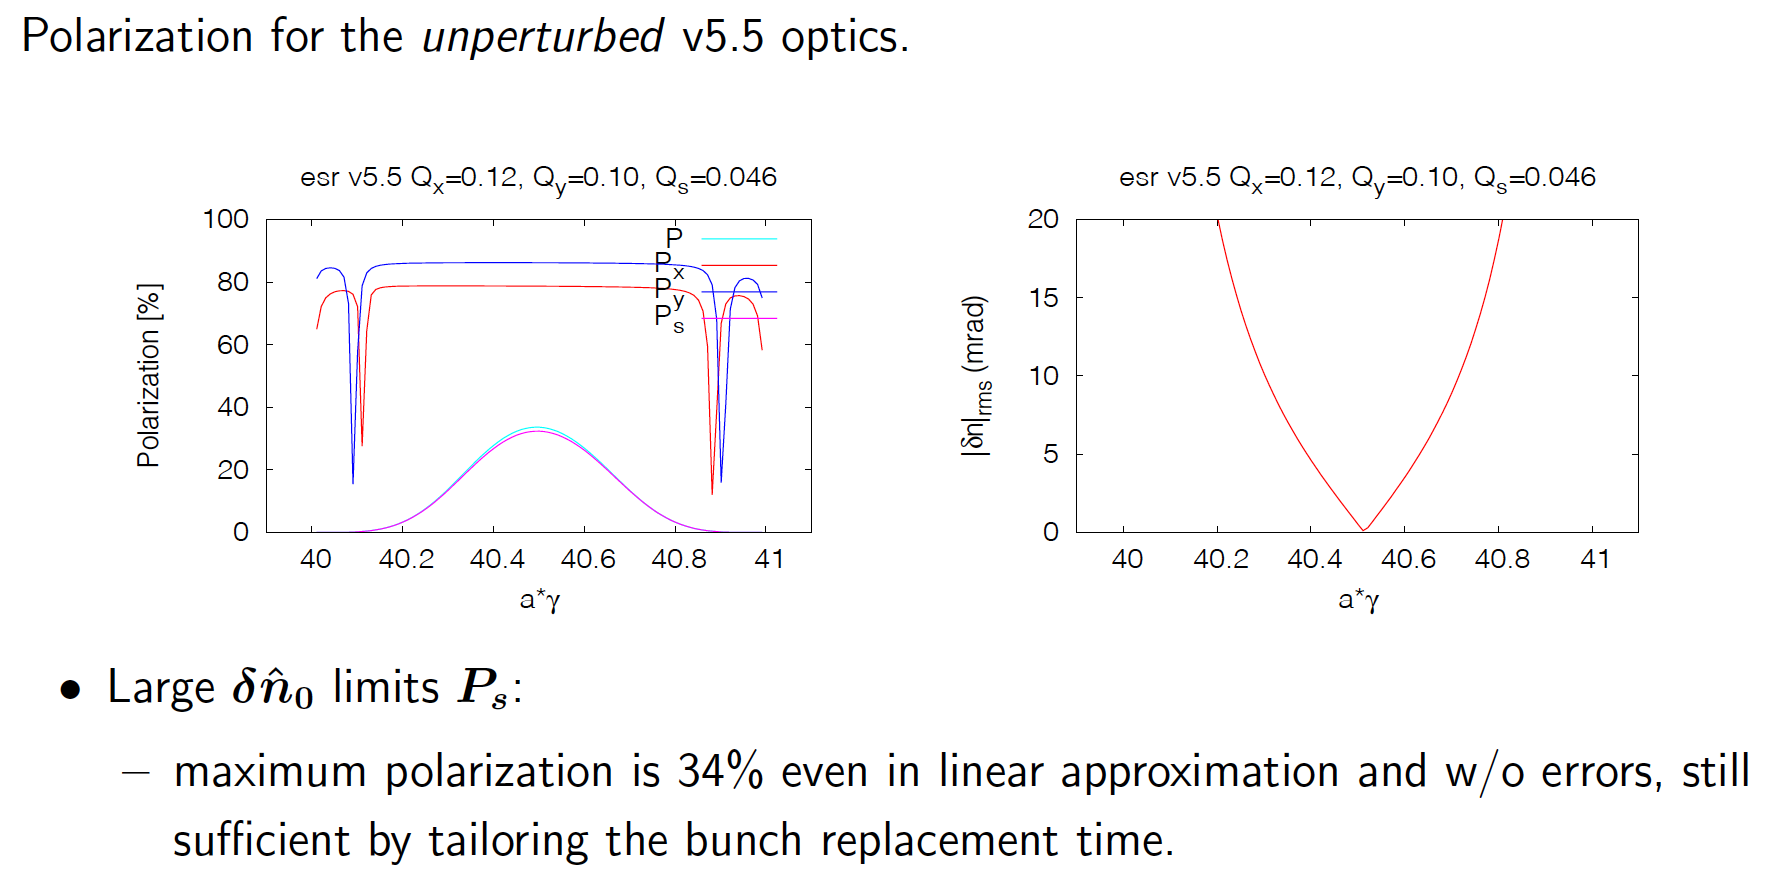 Polarization for the unperturbed v5.5 optics.
esr v5.5 Qx=0.12, Qy=0.10, Qs=0.046
100
80
60
40
20
0
Polarization [%]
P
Px
Py
Ps
40 40.2 40.4 40.6 40.8 41
a*γ
esr v5.5 Qx=0.12, Qy=0.10, Qs=0.046
20
15
10
5
0
|δn|rms (mrad)
40 40.2 40.4 40.6 40.8 41
a*γ
• Large δn̂0 limits Ps:
– maximum polarization is 34% even in linear approximation and w/o errors, still
sufficient by tailoring the bunch replacement time.